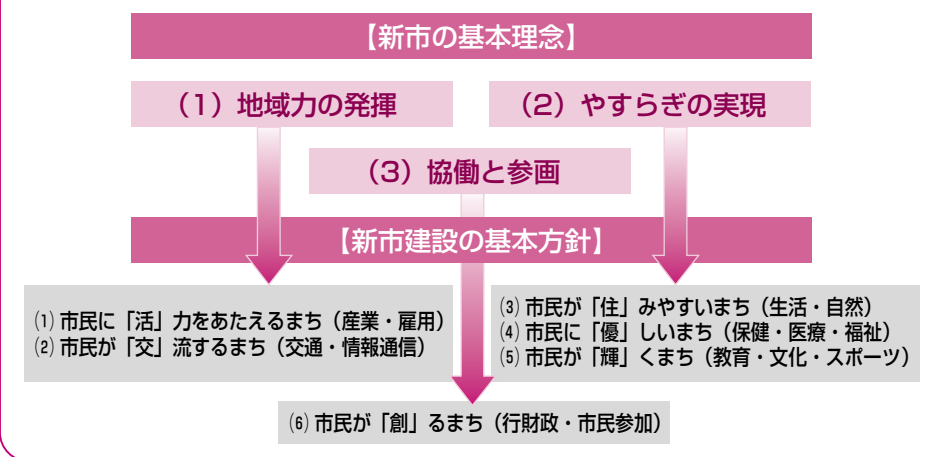 【新市の基本理念】
（1）地域力の発揮
（2）やすらぎの実現
（3）協働と参画
【新市建設の基本方針】
⑴ 市民に「活」力をあたえるまち（産業・雇用）
⑵ 市民が「交」流するまち（交通・情報通信）
⑶ 市民が「住」みやすいまち（生活・自然）
⑷ 市民に「優」しいまち（保健・医療・福祉）
⑸ 市民が「輝」くまち（教育・文化・スポーツ）
⑹ 市民が「創」るまち（行財政・市民参加）